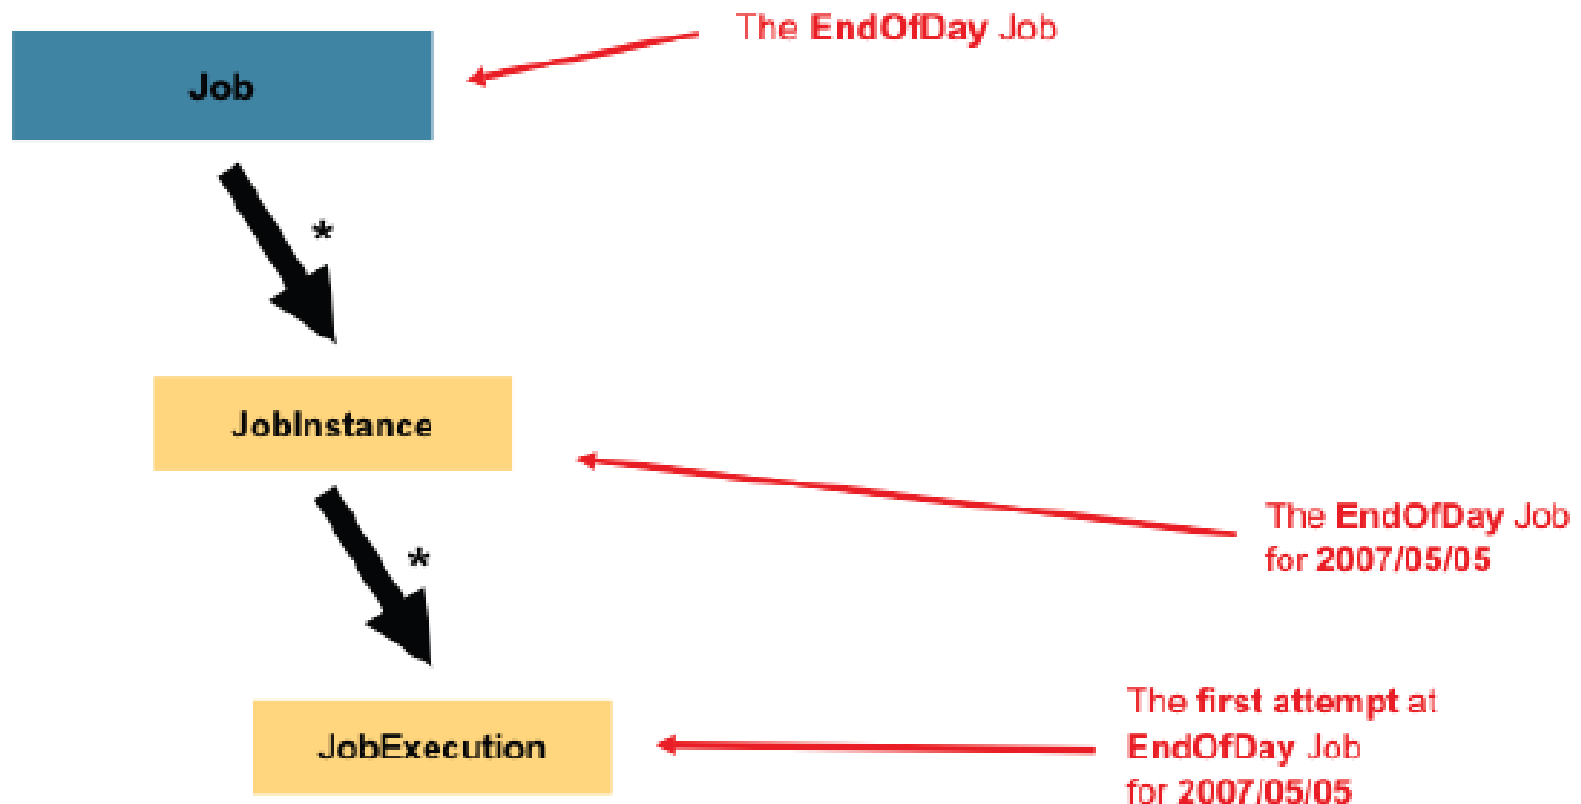 The EndOfDay Job
Job
*
JobInstance
The EndOfDay Job
for 2007/05/05
*
The first attempt at
EndOfDay Job
for 2007/05/05
JobExecution